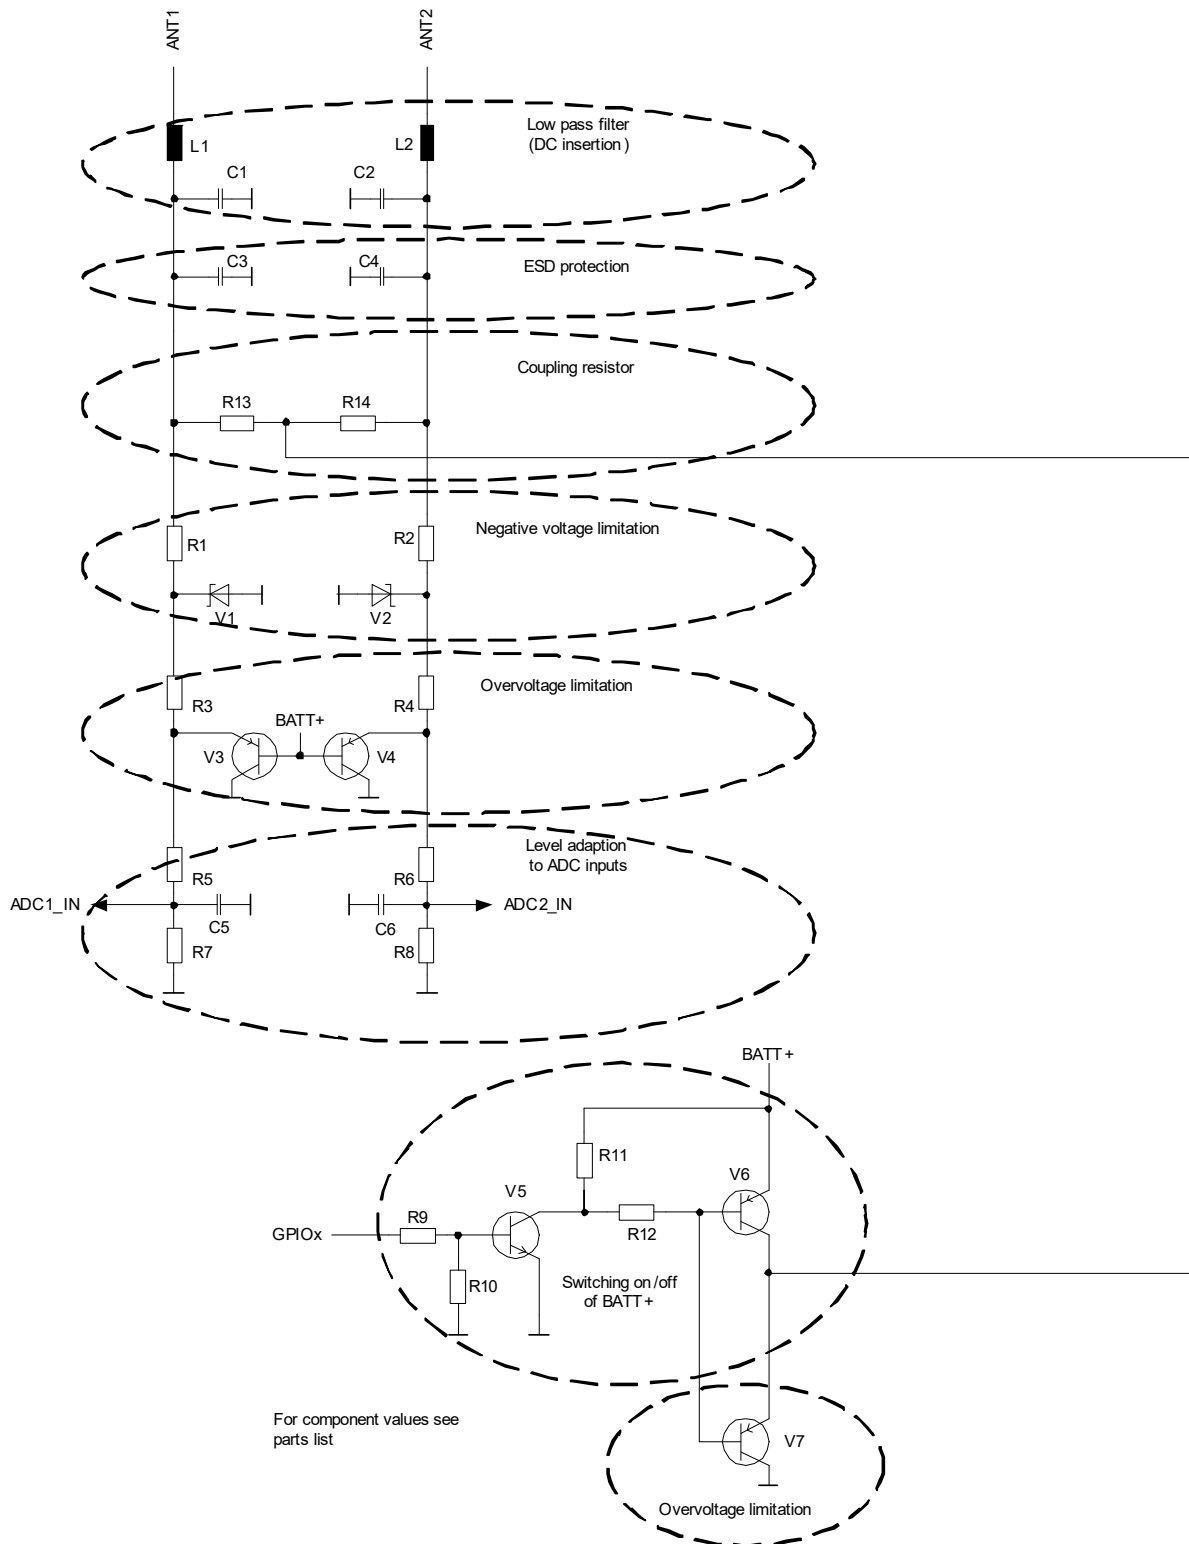 ANT1
ANT2
Low pass filter
(DC insertion )
L1
L2
C1
C2
C3
C4
ESD protection
Coupling resistor
R13
R14
Negative voltage limitation
R1
R2
V1
V2
Overvoltage limitation
R3
R4
BATT+
V3
V4
Level adaption
to ADC inputs
R5
R6
ADC1_IN
ADC2_IN
C5
C6
R7
R8
BATT +
R11
V6
V5
R9
GPIOx
R12
R10
Switching on /off
of BATT +
For component values see
parts list
V7
Overvoltage limitation